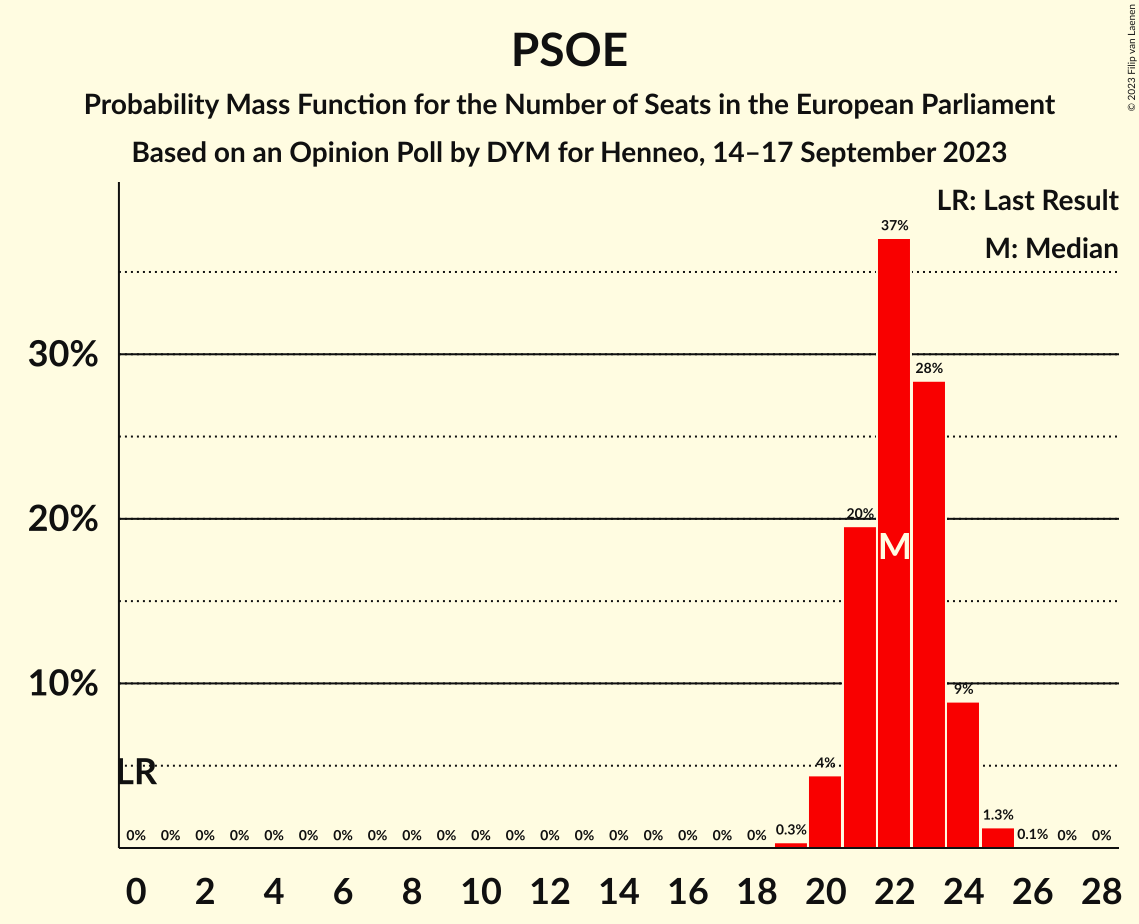 PSOE
Probability Mass Function for the Number of Seats in the European Parliament
Based on an Opinion Poll by DYM for Henneo, 14–17 September 2023
© 2023 Filip van Laenen
LR: Last Result
M: Median
37%
30%
28%
20%
20%
M
10%
9%
LR
4%
0% 0% 0% 0% 0% 0% 0% 0% 0% 0% 0% 0% 0% 0% 0% 0% 0% 0% 0% 0.3% 1.3% 0.1% 0% 0%
0 2 4 6 8 10 12 14 16 18 20 22 24 26 28